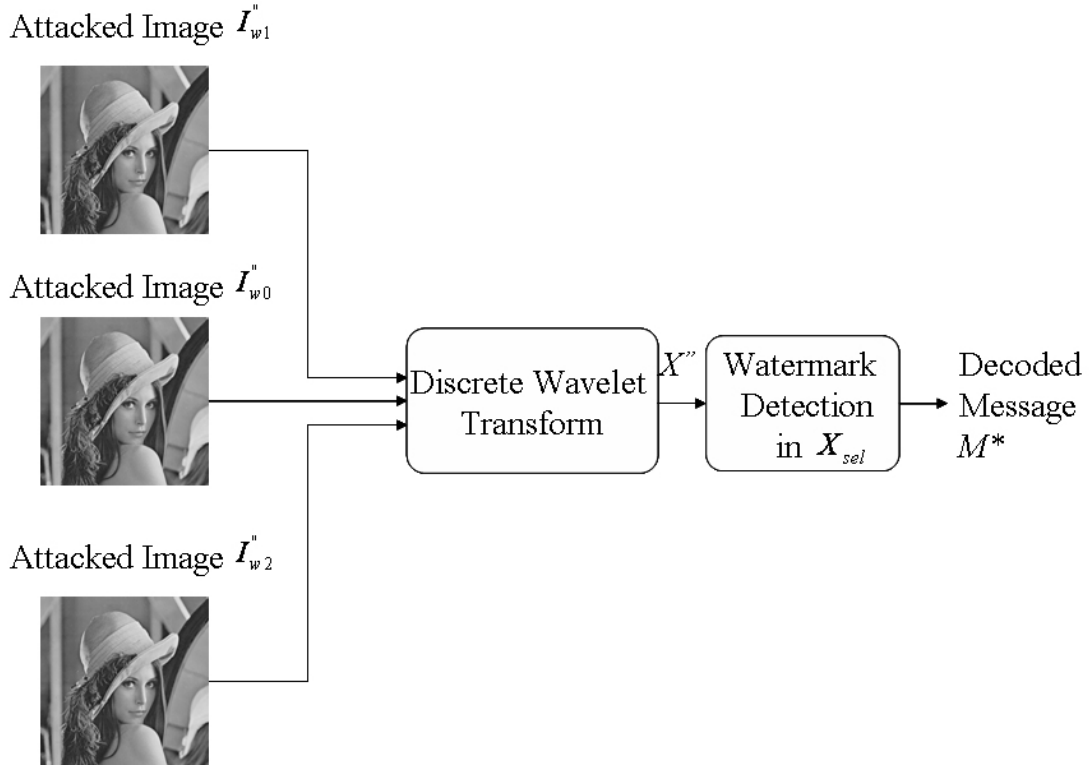 Attacked Image I"w1
Attacked Image I"w0
Discrete Wavelet
Transform
X''
Watermark
Detection
in Xsel
Decoded
Message
M*
Attacked Image I"w2